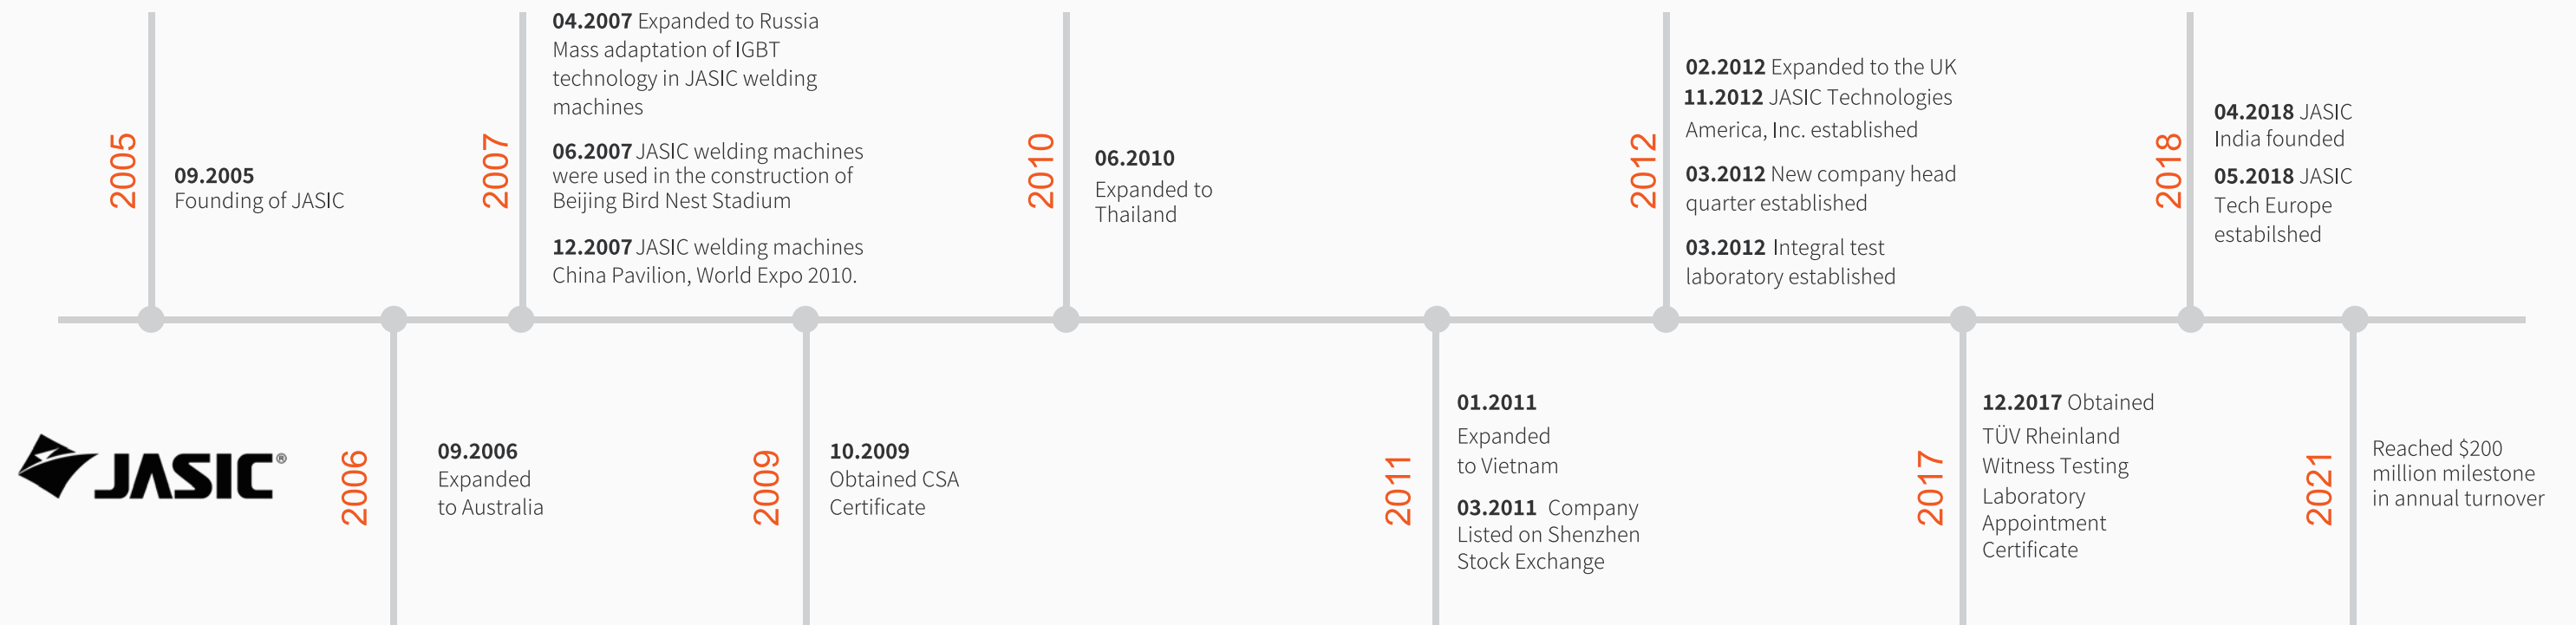 2005
09.2005
Founding of JASIC
2007
04.2007 Expanded to Russia
Mass adaptation of IGBT
technology in JASIC welding
machines
06.2007 JASIC welding machines
were used in the construction of
Beijing Bird Nest Stadium
12.2007 JASIC welding machines
China Pavilion, World Expo 2010.
2010
06.2010
Expanded to
Thailand
2012
02.2012 Expanded to the UK
11.2012 JASIC Technologies
America, Inc. established
03.2012 New company head
quarter established
03.2012 Integral test
laboratory established
2018
04.2018 JASIC
India founded
05.2018 JASIC
Tech Europe
estabilshed
JASIC®
2006
09.2006
Expanded
to Australia
2009
10.2009
Obtained CSA
Certificate
2011
01.2011
Expanded
to Vietnam
03.2011 Company
Listed on Shenzhen
Stock Exchange
2017
12.2017 Obtained
TÜV Rheinland
Witness Testing
Laboratory
Appointment
Certificate
2021
Reached $200
million milestone
in annual turnover